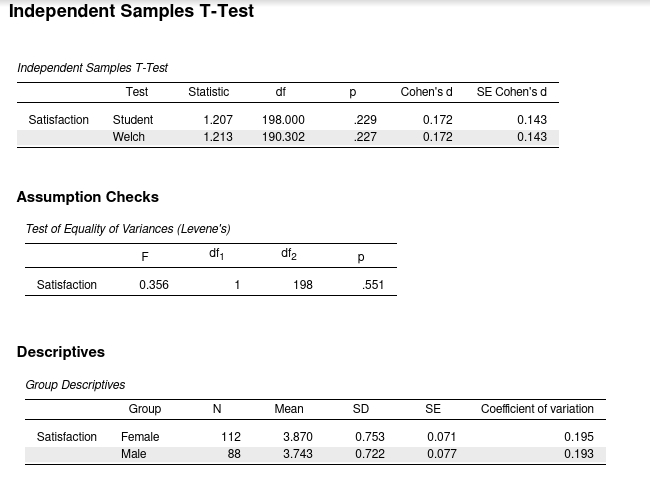 Independent Samples T-Test
Independent Samples T-Test
Test Statistic df p Cohen's d SE Cohen's d
Satisfaction Student 1.207 198.000 .229 0.172 0.143
Welch 1.213 190.302 .227 0.172 0.143
Assumption Checks
Test of Equality of Variances (Levene's)
F df₁ df₂ p
Satisfaction 0.356 1 198 .551
Descriptives
Group Descriptives
Group N Mean SD SE Coefficient of variation
Satisfaction Female 112 3.870 0.753 0.071 0.195
Male 88 3.743 0.722 0.077 0.193